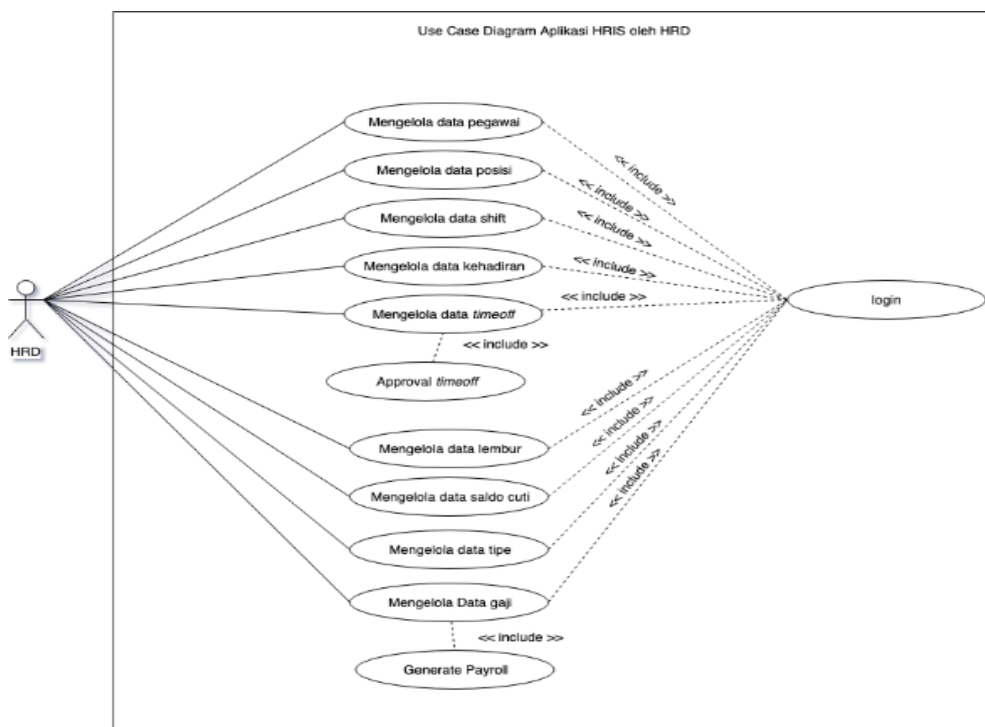 Use Case Diagram Aplikasi HRIS oleh HRD
Mengelola data pegawai
<< include >>
Mengelola data posisi
<< include >>
Mengelola data shift
<< include >>
Mengelola data kehadiran
<< include >>
Mengelola data timeoff
<< include >>
login
HRD
<< include >>
Approval timeoff
Mengelola data lembur
<< include >>
Mengelola data saldo cuti
<< include >>
Mengelola data tipe
<< include >>
Mengelola Data gaji
<< include >>
<< include >>
Generate Payroll